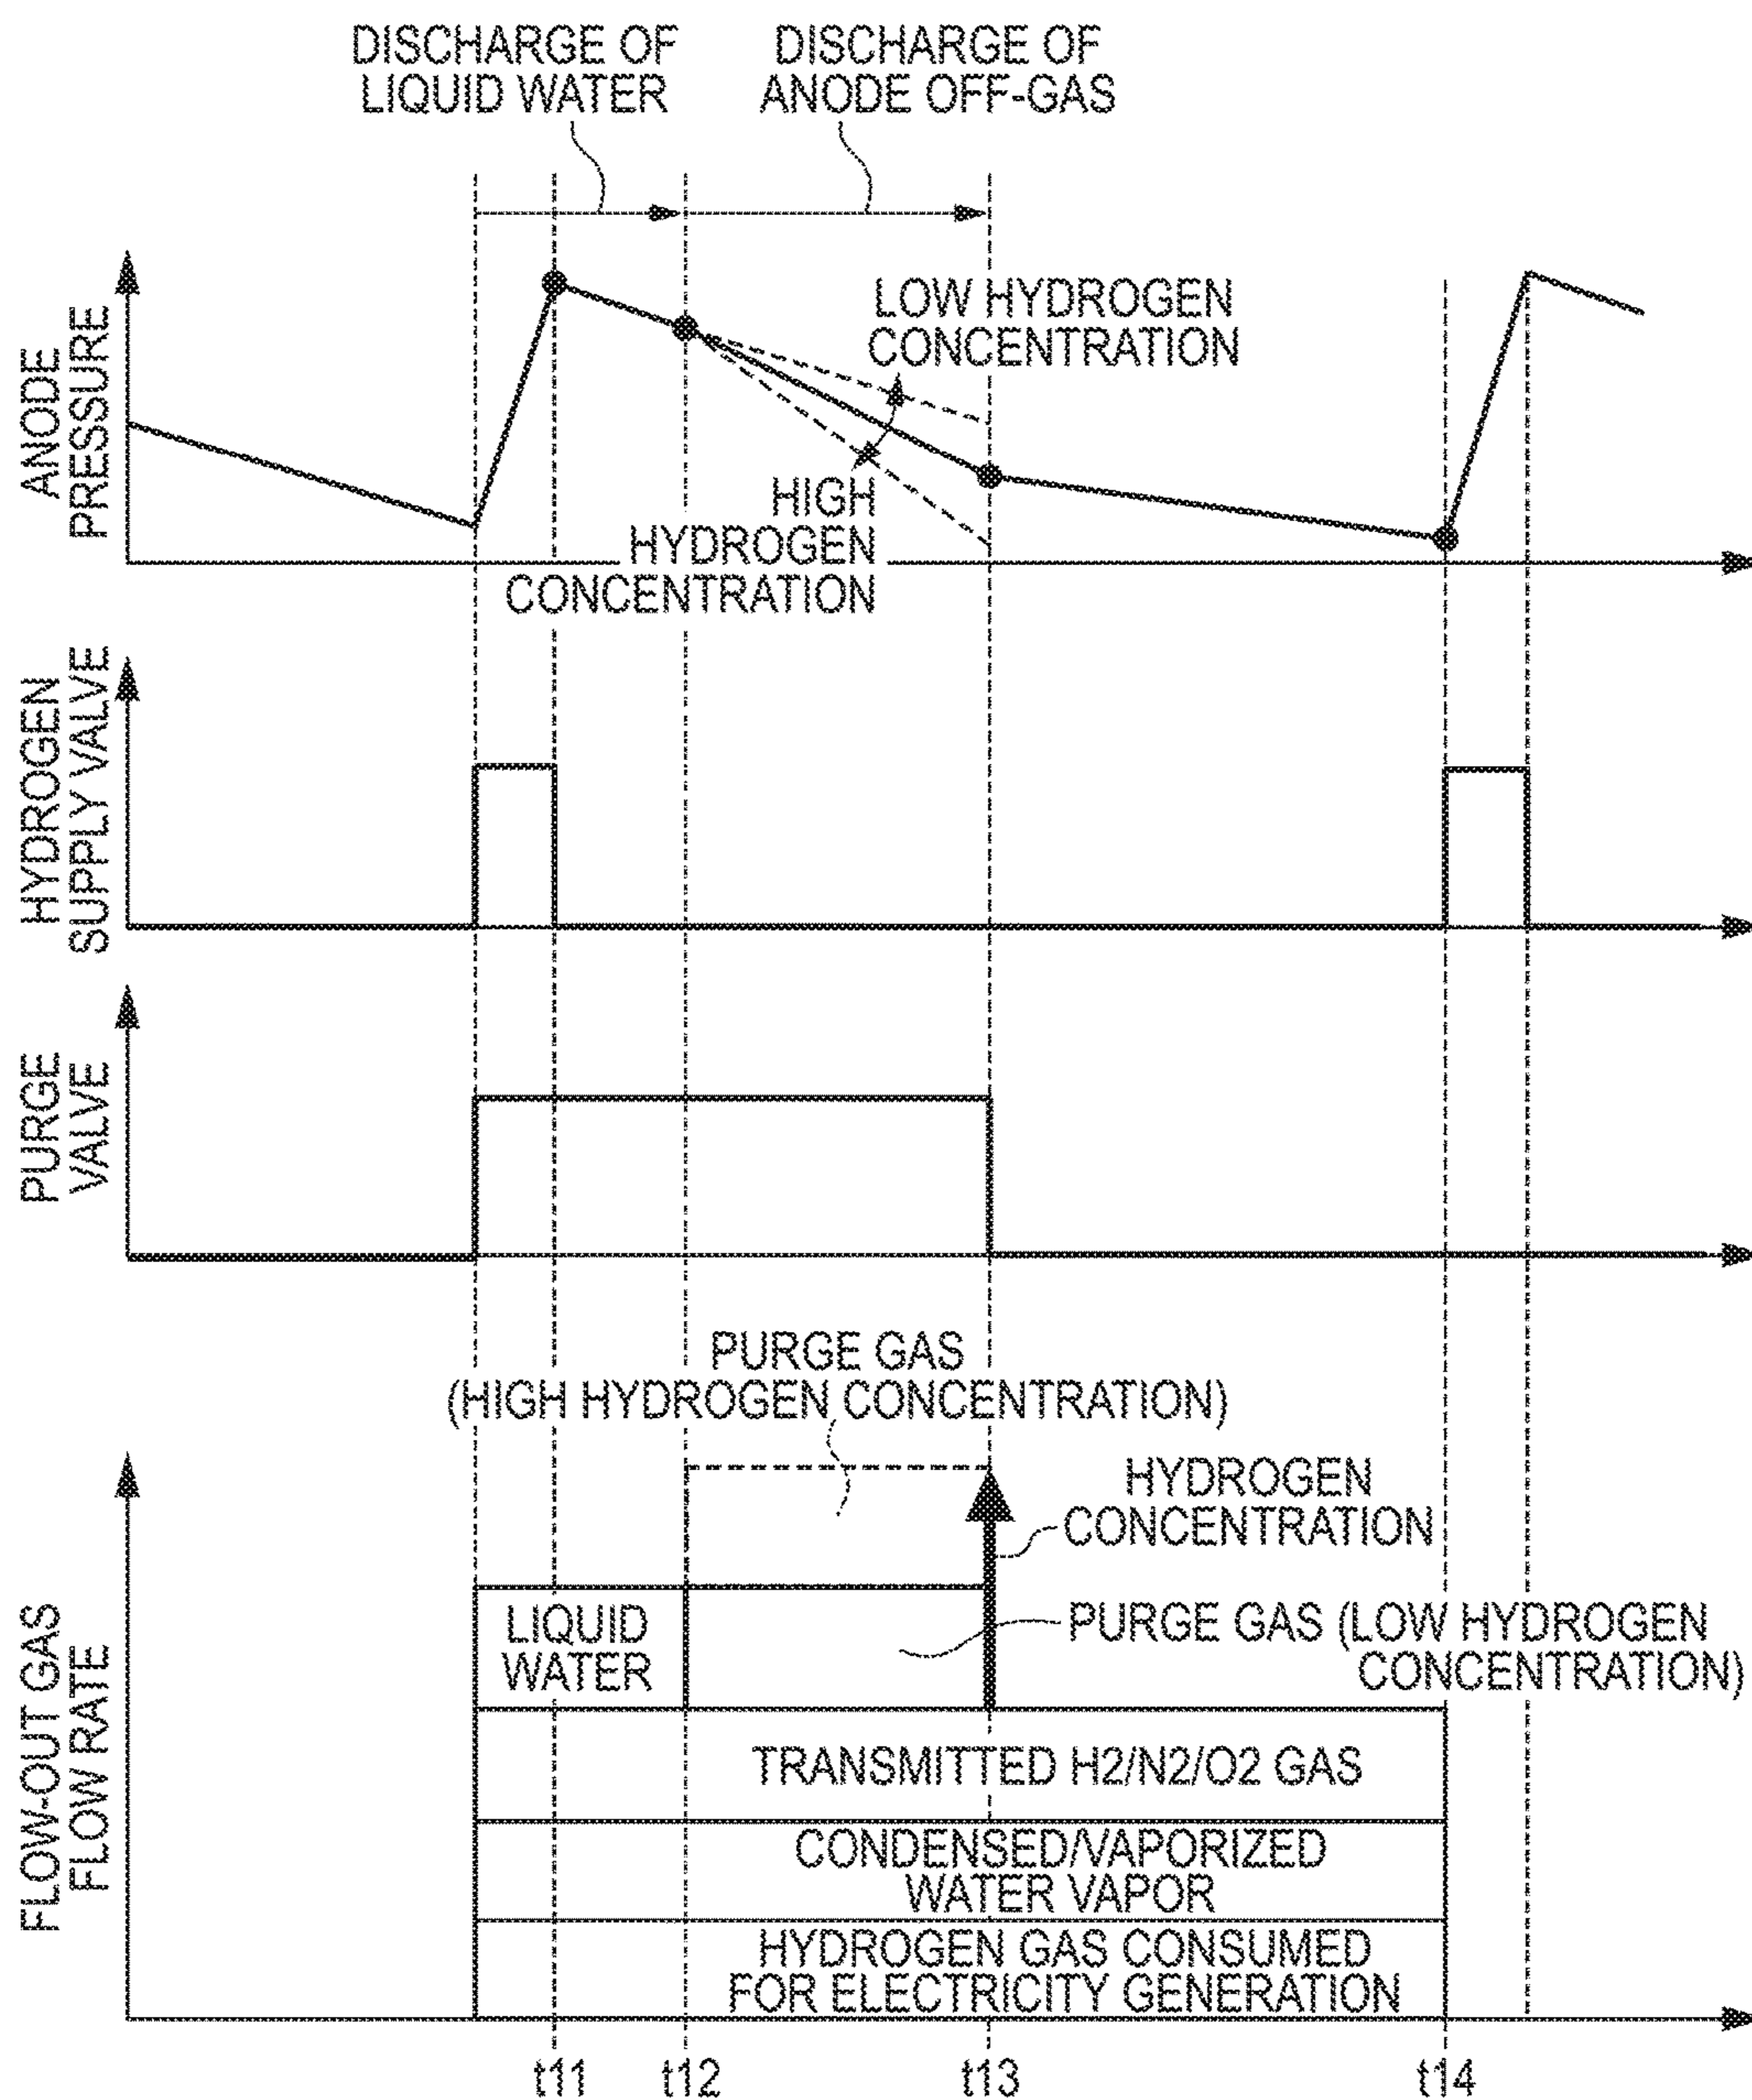 DISCHARGE OF
LIQUID WATER
DISCHARGE OF
ANODE OFF-GAS
ANODE
PRESSURE
LOW HYDROGEN
CONCENTRATION
HIGH
HYDROGEN
CONCENTRATION
HYDROGEN
SUPPLY VALVE
PURGE
VALVE
PURGE GAS
(HIGH HYDROGEN CONCENTRATION)
HYDROGEN
CONCENTRATION
FLOW-OUT GAS
FLOW RATE
LIQUID
WATER
PURGE GAS (LOW HYDROGEN
CONCENTRATION)
TRANSMITTED H2/N2/O2 GAS
CONDENSED/VAPORIZED
WATER VAPOR
HYDROGEN GAS CONSUMED
FOR ELECTRICITY GENERATION
t11 t12 t13 t14